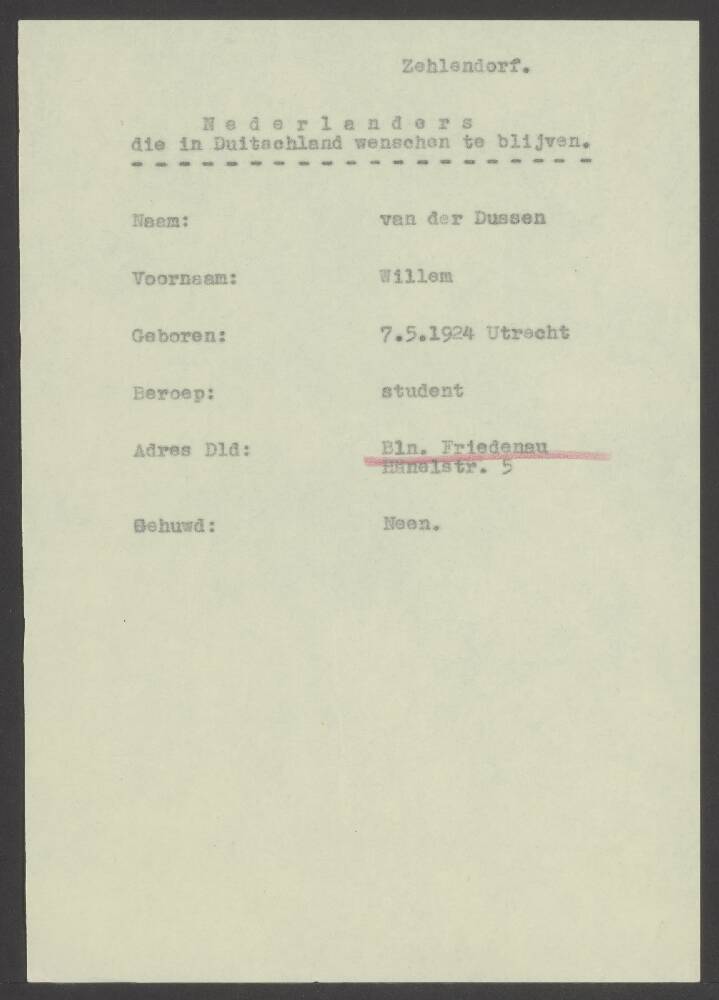 Zehlendorf.
N e d e r l a n d e r s
die in Duitschland wenschen te blijven.
- - - - - - - - - - - - - - - - - - - -
Naam: van der Dussen
Voornaam: Willem
Geboren: 7.5.1924 Utrecht
Beroep: student
Adres Dld: Bln. Friedenau
Hänelstr. 5
Gehuwd: Neen.